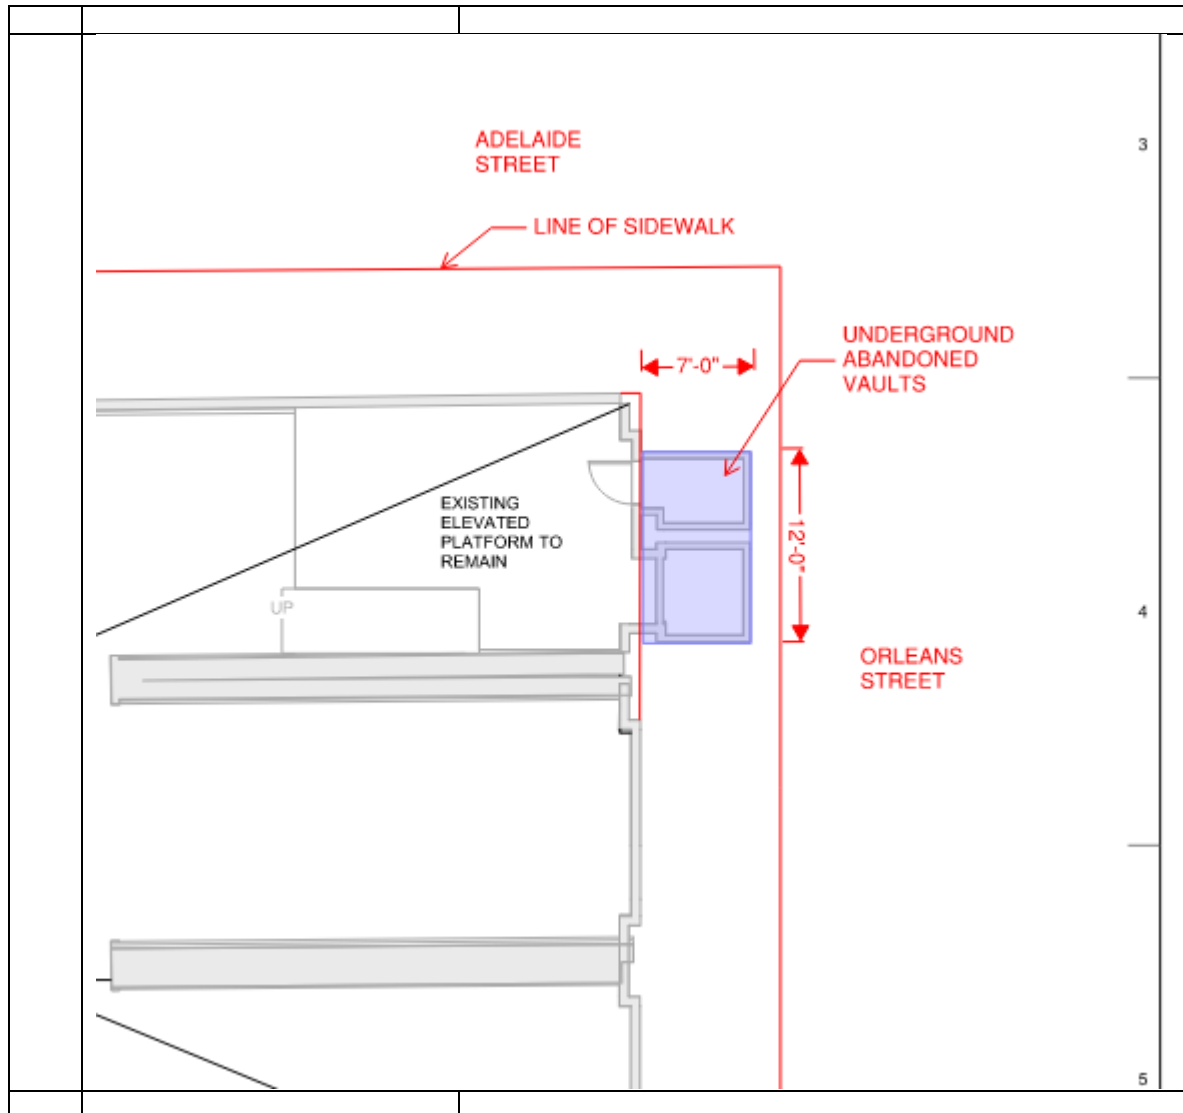 ADELAIDE
STREET
3
LINE OF SIDEWALK
UNDERGROUND
ABANDONED
VAULTS
7'-0"
EXISTING
ELEVATED
PLATFORM TO
REMAIN
12'-0"
UP
4
ORLEANS
STREET
5